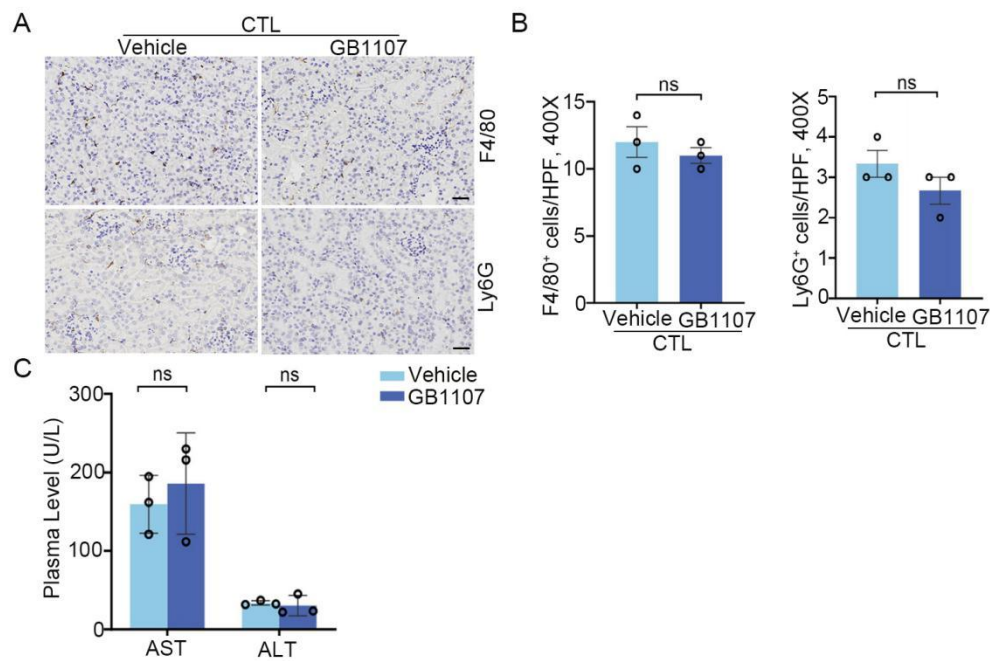 A
CTL
Vehicle GB1107
F4/80
Ly6G
B
ns
15
10
5
0
F4/80⁺ cells/HPF, 400X
Vehicle GB1107
CTL
ns
5
4
3
2
1
0
Ly6G⁺ cells/HPF, 400X
Vehicle GB1107
CTL
C
ns ns
Vehicle
GB1107
300
200
100
0
Plasma Level (U/L)
AST ALT